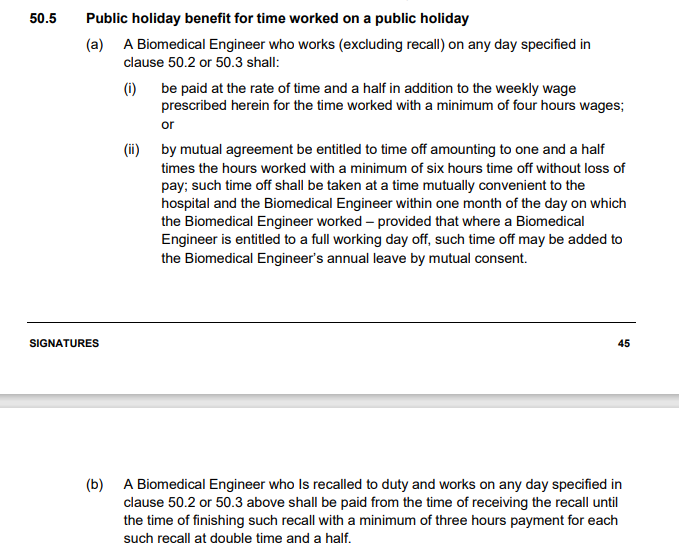 50.5 Public holiday benefit for time worked on a public holiday
(a) A Biomedical Engineer who works (excluding recall) on any day specified in
clause 50.2 or 50.3 shall:
(i) be paid at the rate of time and a half in addition to the weekly wage
prescribed herein for the time worked with a minimum of four hours wages;
or
(ii) by mutual agreement be entitled to time off amounting to one and a half
times the hours worked with a minimum of six hours time off without loss of
pay; such time off shall be taken at a time mutually convenient to the
hospital and the Biomedical Engineer within one month of the day on which
the Biomedical Engineer worked – provided that where a Biomedical
Engineer is entitled to a full working day off, such time off may be added to
the Biomedical Engineer's annual leave by mutual consent.
SIGNATURES 45
(b) A Biomedical Engineer who Is recalled to duty and works on any day specified in
clause 50.2 or 50.3 above shall be paid from the time of receiving the recall until
the time of finishing such recall with a minimum of three hours payment for each
such recall at double time and a half.